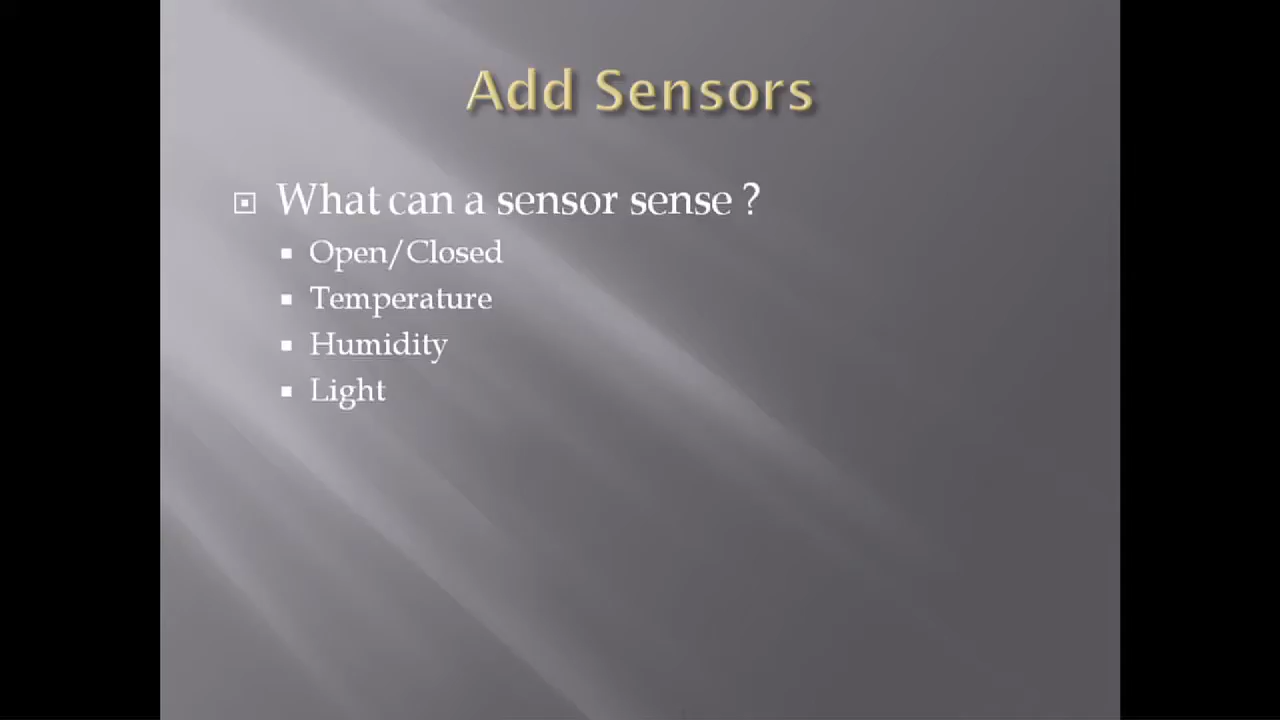 Add Sensors
What can a sensor sense ?
Open/Closed
Temperature
Humidity
Light